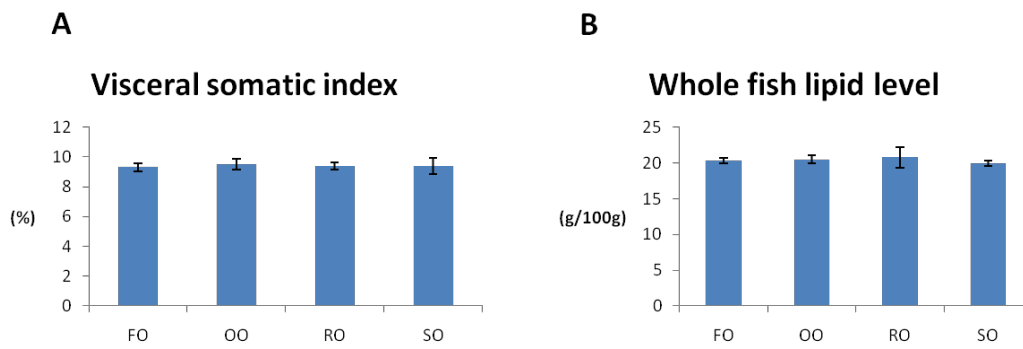 A
Visceral somatic index
12
10
8
6
4
2
0
(%)
FO OO RO SO
B
Whole fish lipid level
25
20
15
10
5
0
(g/100g)
FO OO RO SO